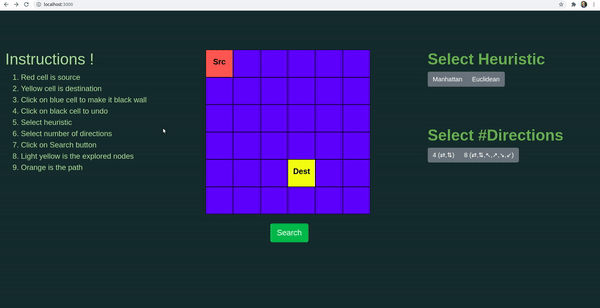 localhost:3000
Instructions !
1. Red cell is source
2. Yellow cell is destination
3. Click on blue cell to make it black wall
4. Click on black cell to undo
5. Select heuristic
6. Select number of directions
7. Click on Search button
8. Light yellow is the explored nodes
9. Orange is the path
Src
Dest
Search
Select Heuristic
Manhattan Euclidean
Select #Directions
4 (⇄,⇅) 8 (⇄,⇅,↖,↗,↘,↙)